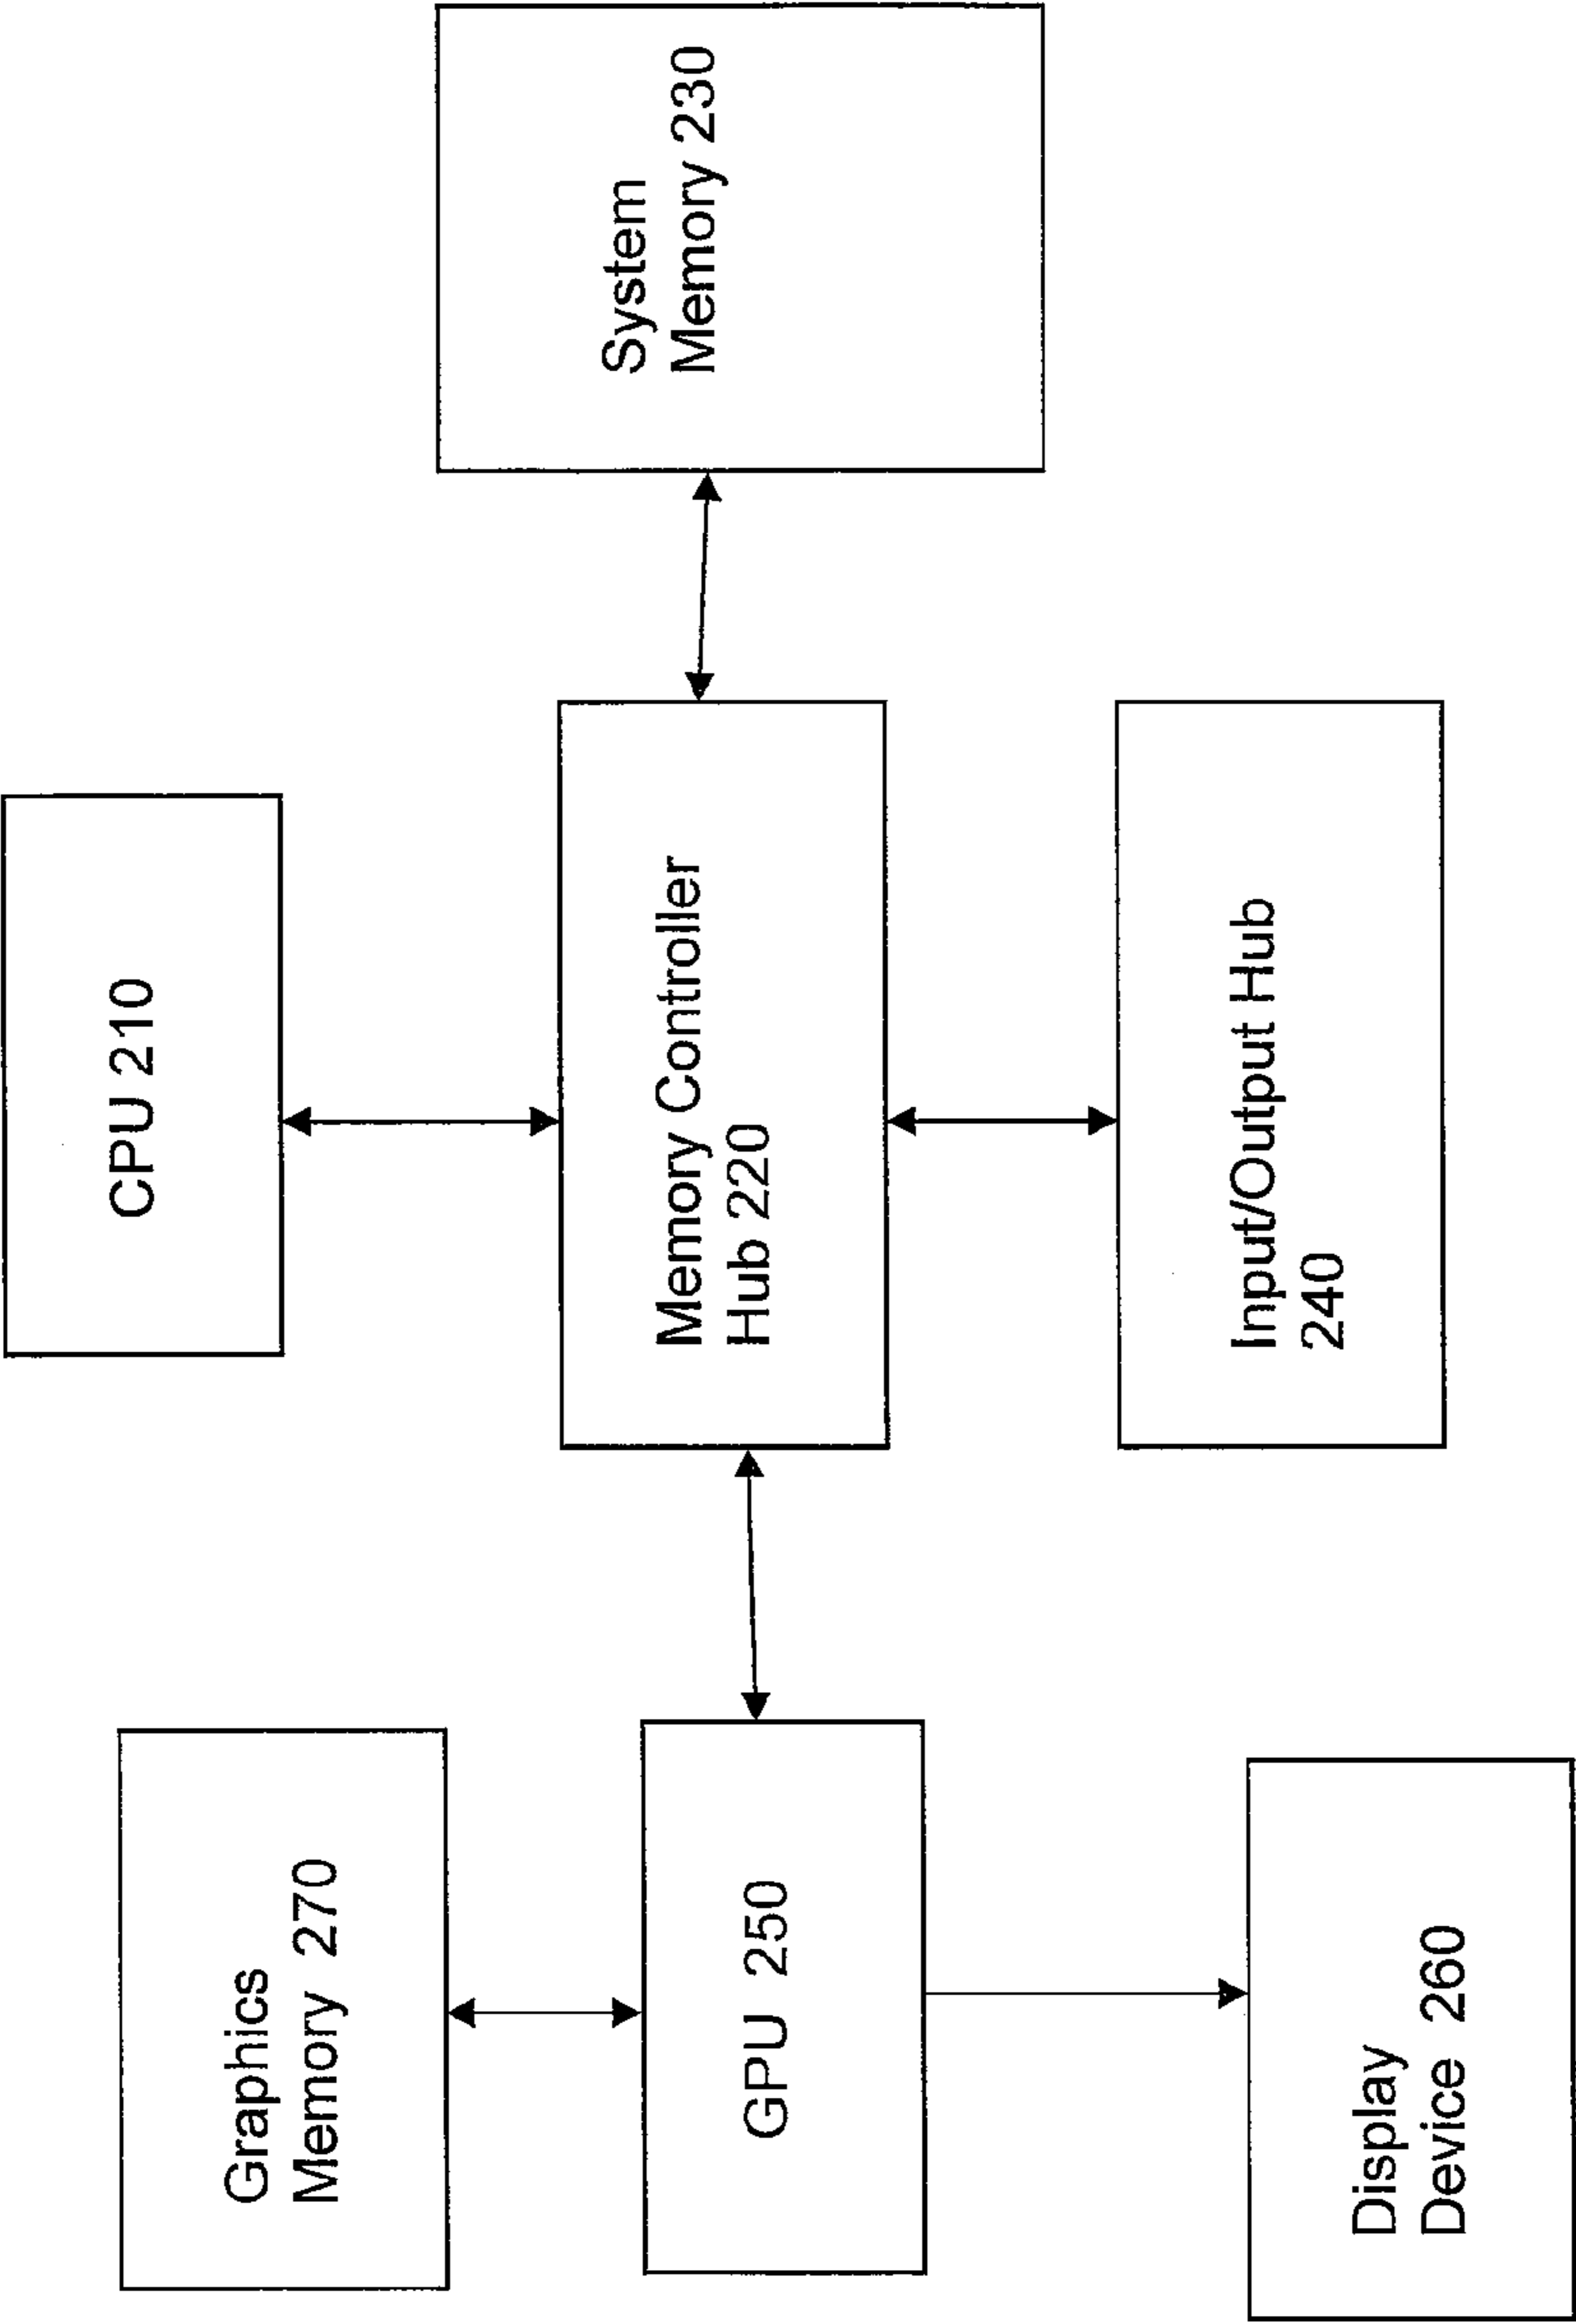 CPU 210
Graphics
Memory 270
Memory Controller
Hub 220
System
Memory 230
GPU 250
Input/Output Hub
240
Display
Device 260